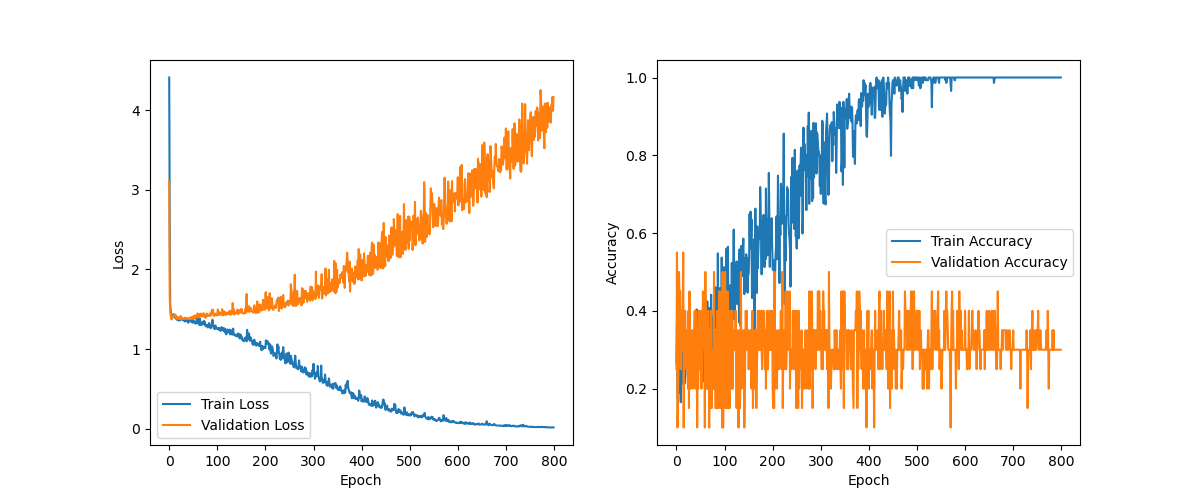 4
3
2
1
0
Loss
Train Loss
Validation Loss
0 100 200 300 400 500 600 700 800
Epoch
1.0
0.8
0.6
0.4
0.2
Accuracy
Train Accuracy
Validation Accuracy
0 100 200 300 400 500 600 700 800
Epoch